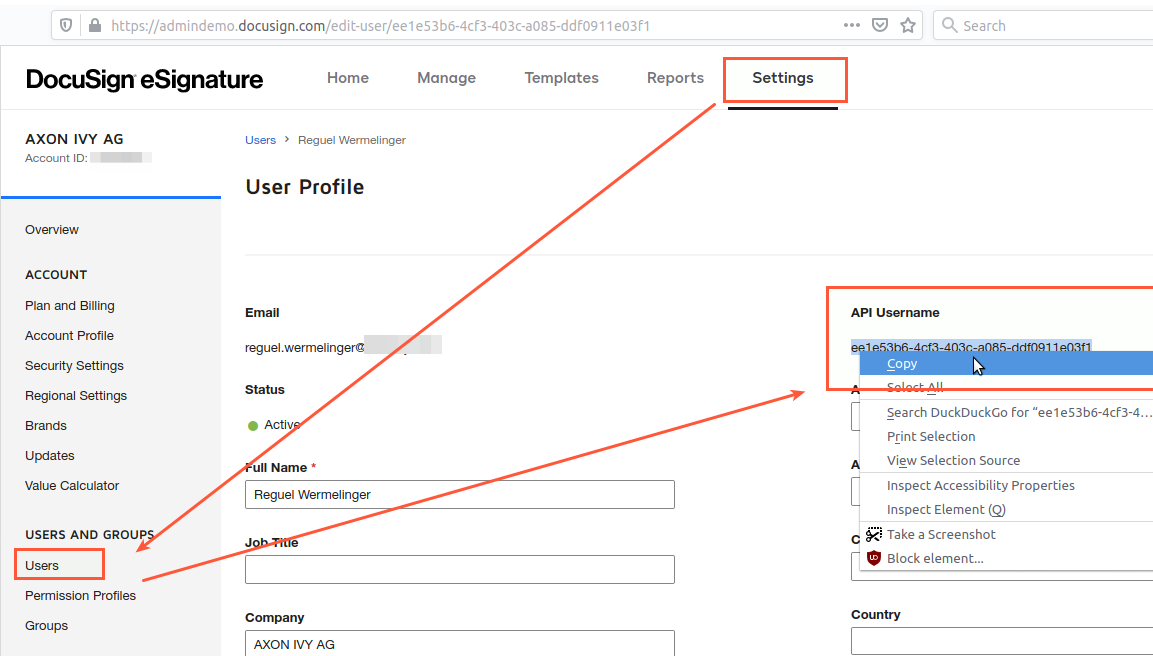 https://admindemo.docusign.com/edit-user/ee1e53b6-4cf3-403c-a085-ddf0911e03f1
Search
DocuSign eSignature
Home
Manage
Templates
Reports
Settings
AXON IVY AG
Account ID:
Users > Reguel Wermelinger
User Profile
Overview
ACCOUNT
Plan and Billing
Account Profile
Security Settings
Regional Settings
Brands
Updates
Value Calculator
USERS AND GROUPS
Users
Permission Profiles
Groups
Email
reguel.wermelinger@
Status
Active
Full Name *
Reguel Wermelinger
Job Title
Company
AXON IVY AG
API Username
ee1e53b6-4cf3-403c-a085-ddf0911e03f1
Copy
Select All
Search DuckDuckGo for “ee1e53b6-4cf3-4…
Print Selection
View Selection Source
Inspect Accessibility Properties
Inspect Element (Q)
Take a Screenshot
Block element...
Country